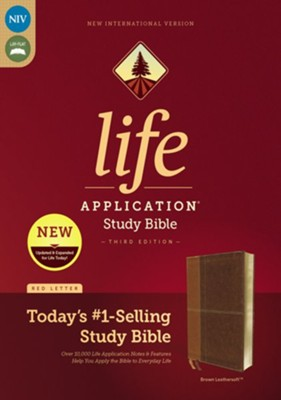 NIV
NEW INTERNATIONAL VERSION
life
APPLICATION®
Study Bible
THIRD EDITION
NEW
Updated & Expanded
for Life Today!
RED LETTER
Today's #1-Selling
Study Bible
Over 10,000 Life Application Notes & Features
Help You Apply the Bible to Everyday Life
Brown Leathersoft™